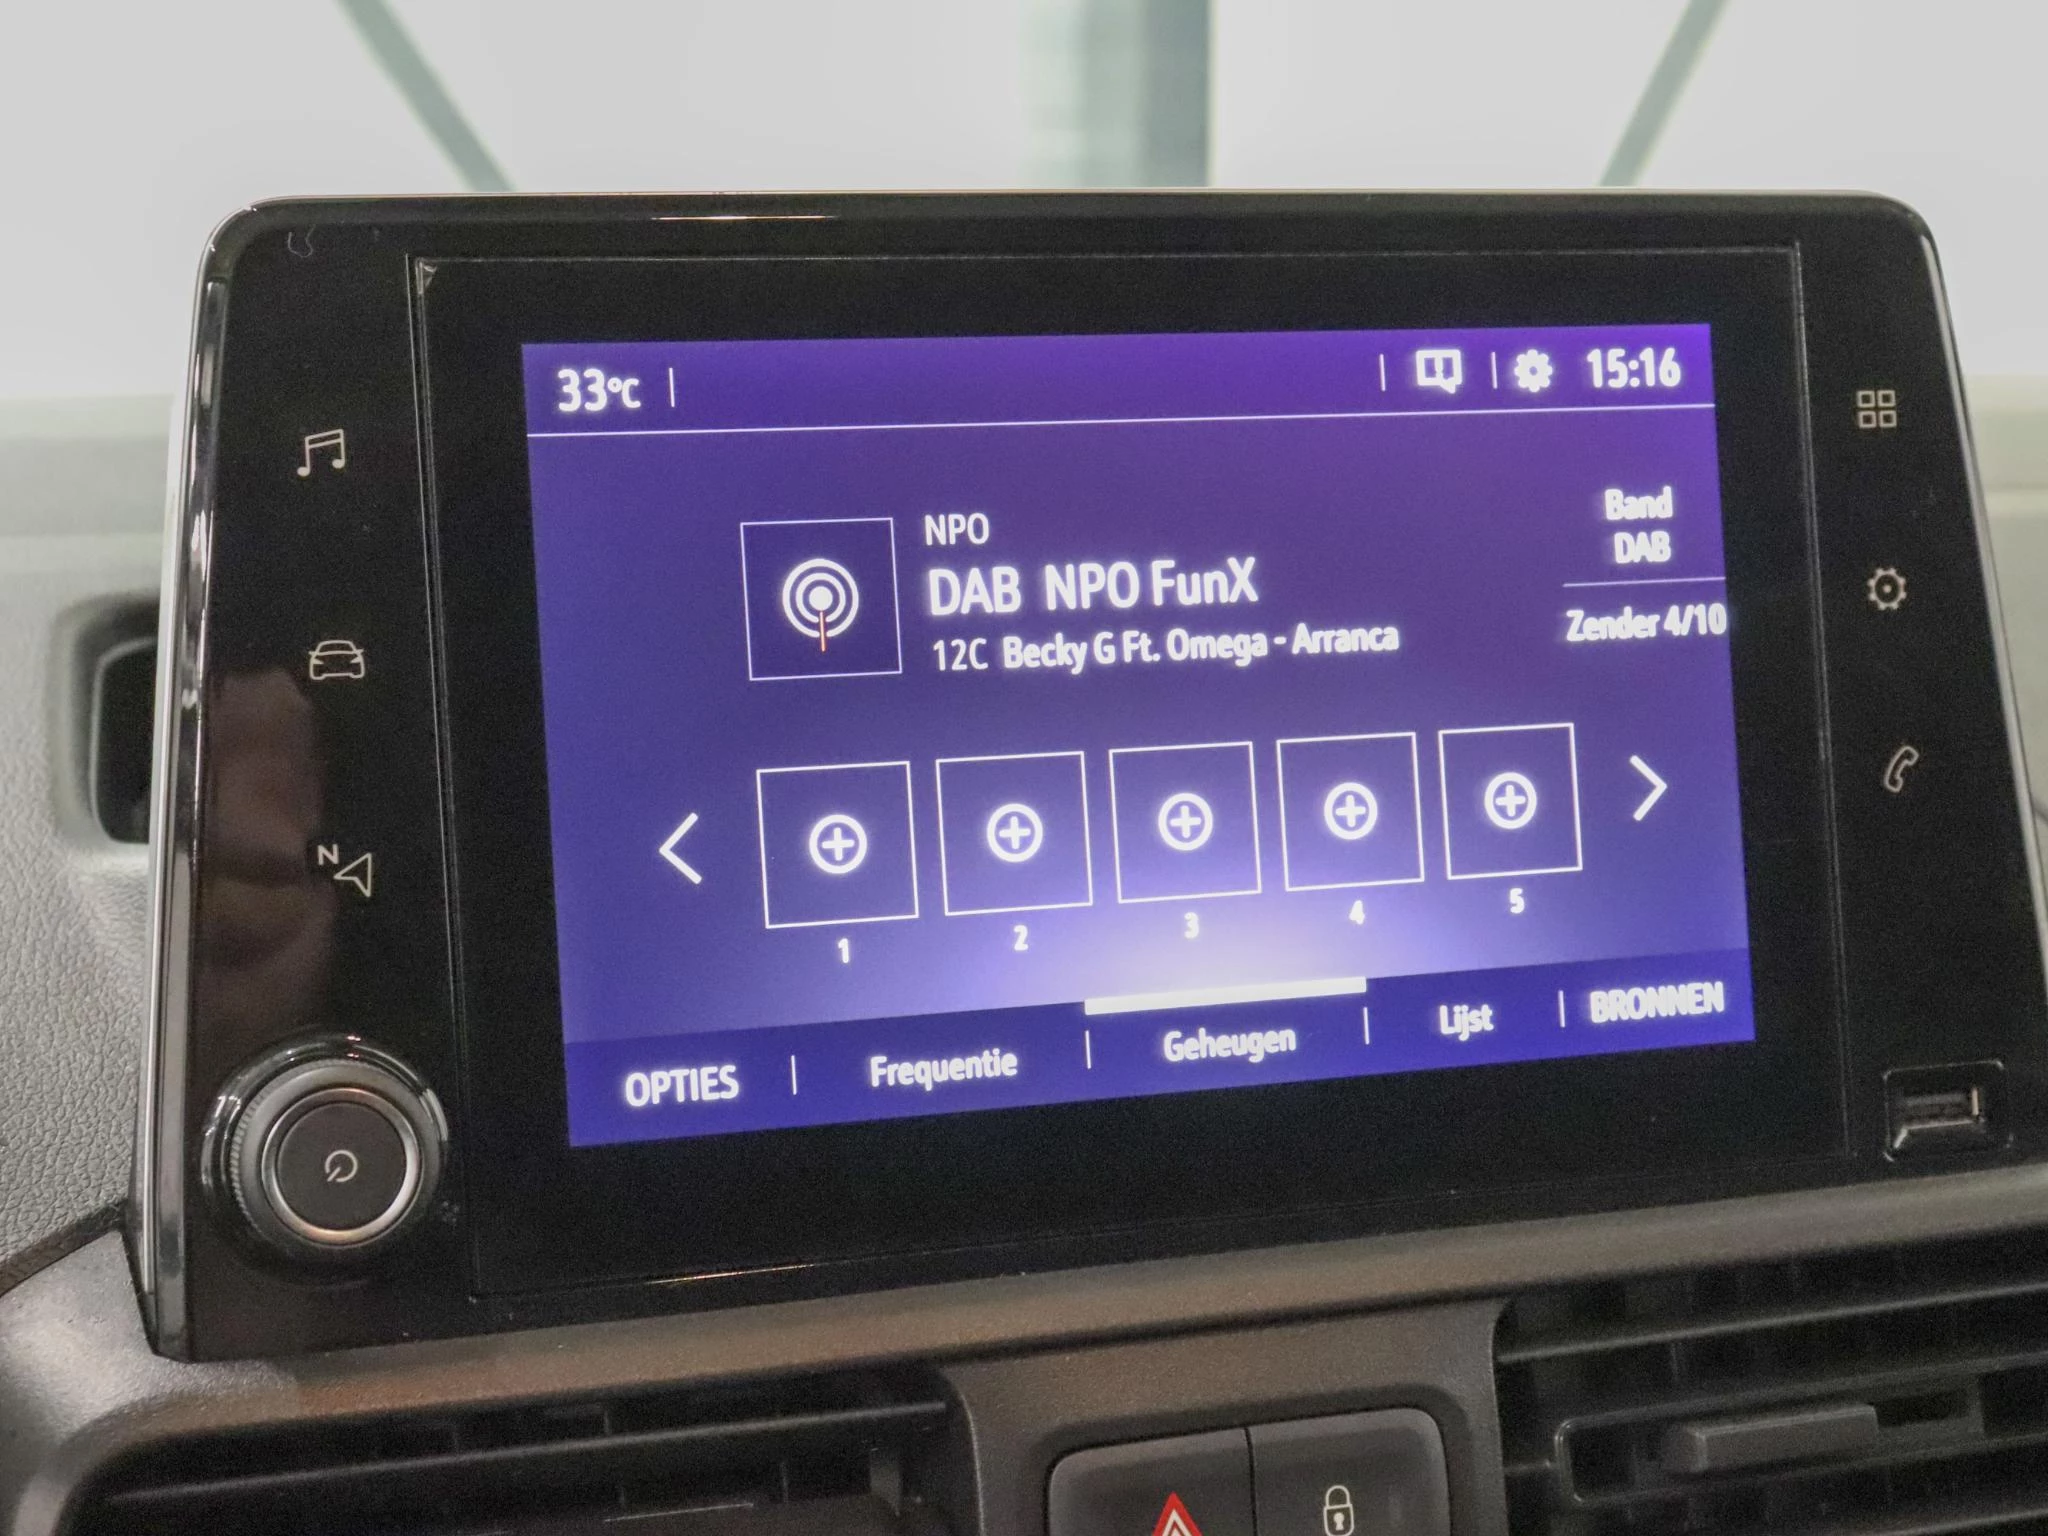 33°C
15:16
NPO
DAB NPO FunX
12C Becky G Ft. Omega - Arranca
Band
DAB
Zender 4/10
1 2 3 4 5
N
OPTIES Frequentie Geheugen Lijst BRONNEN